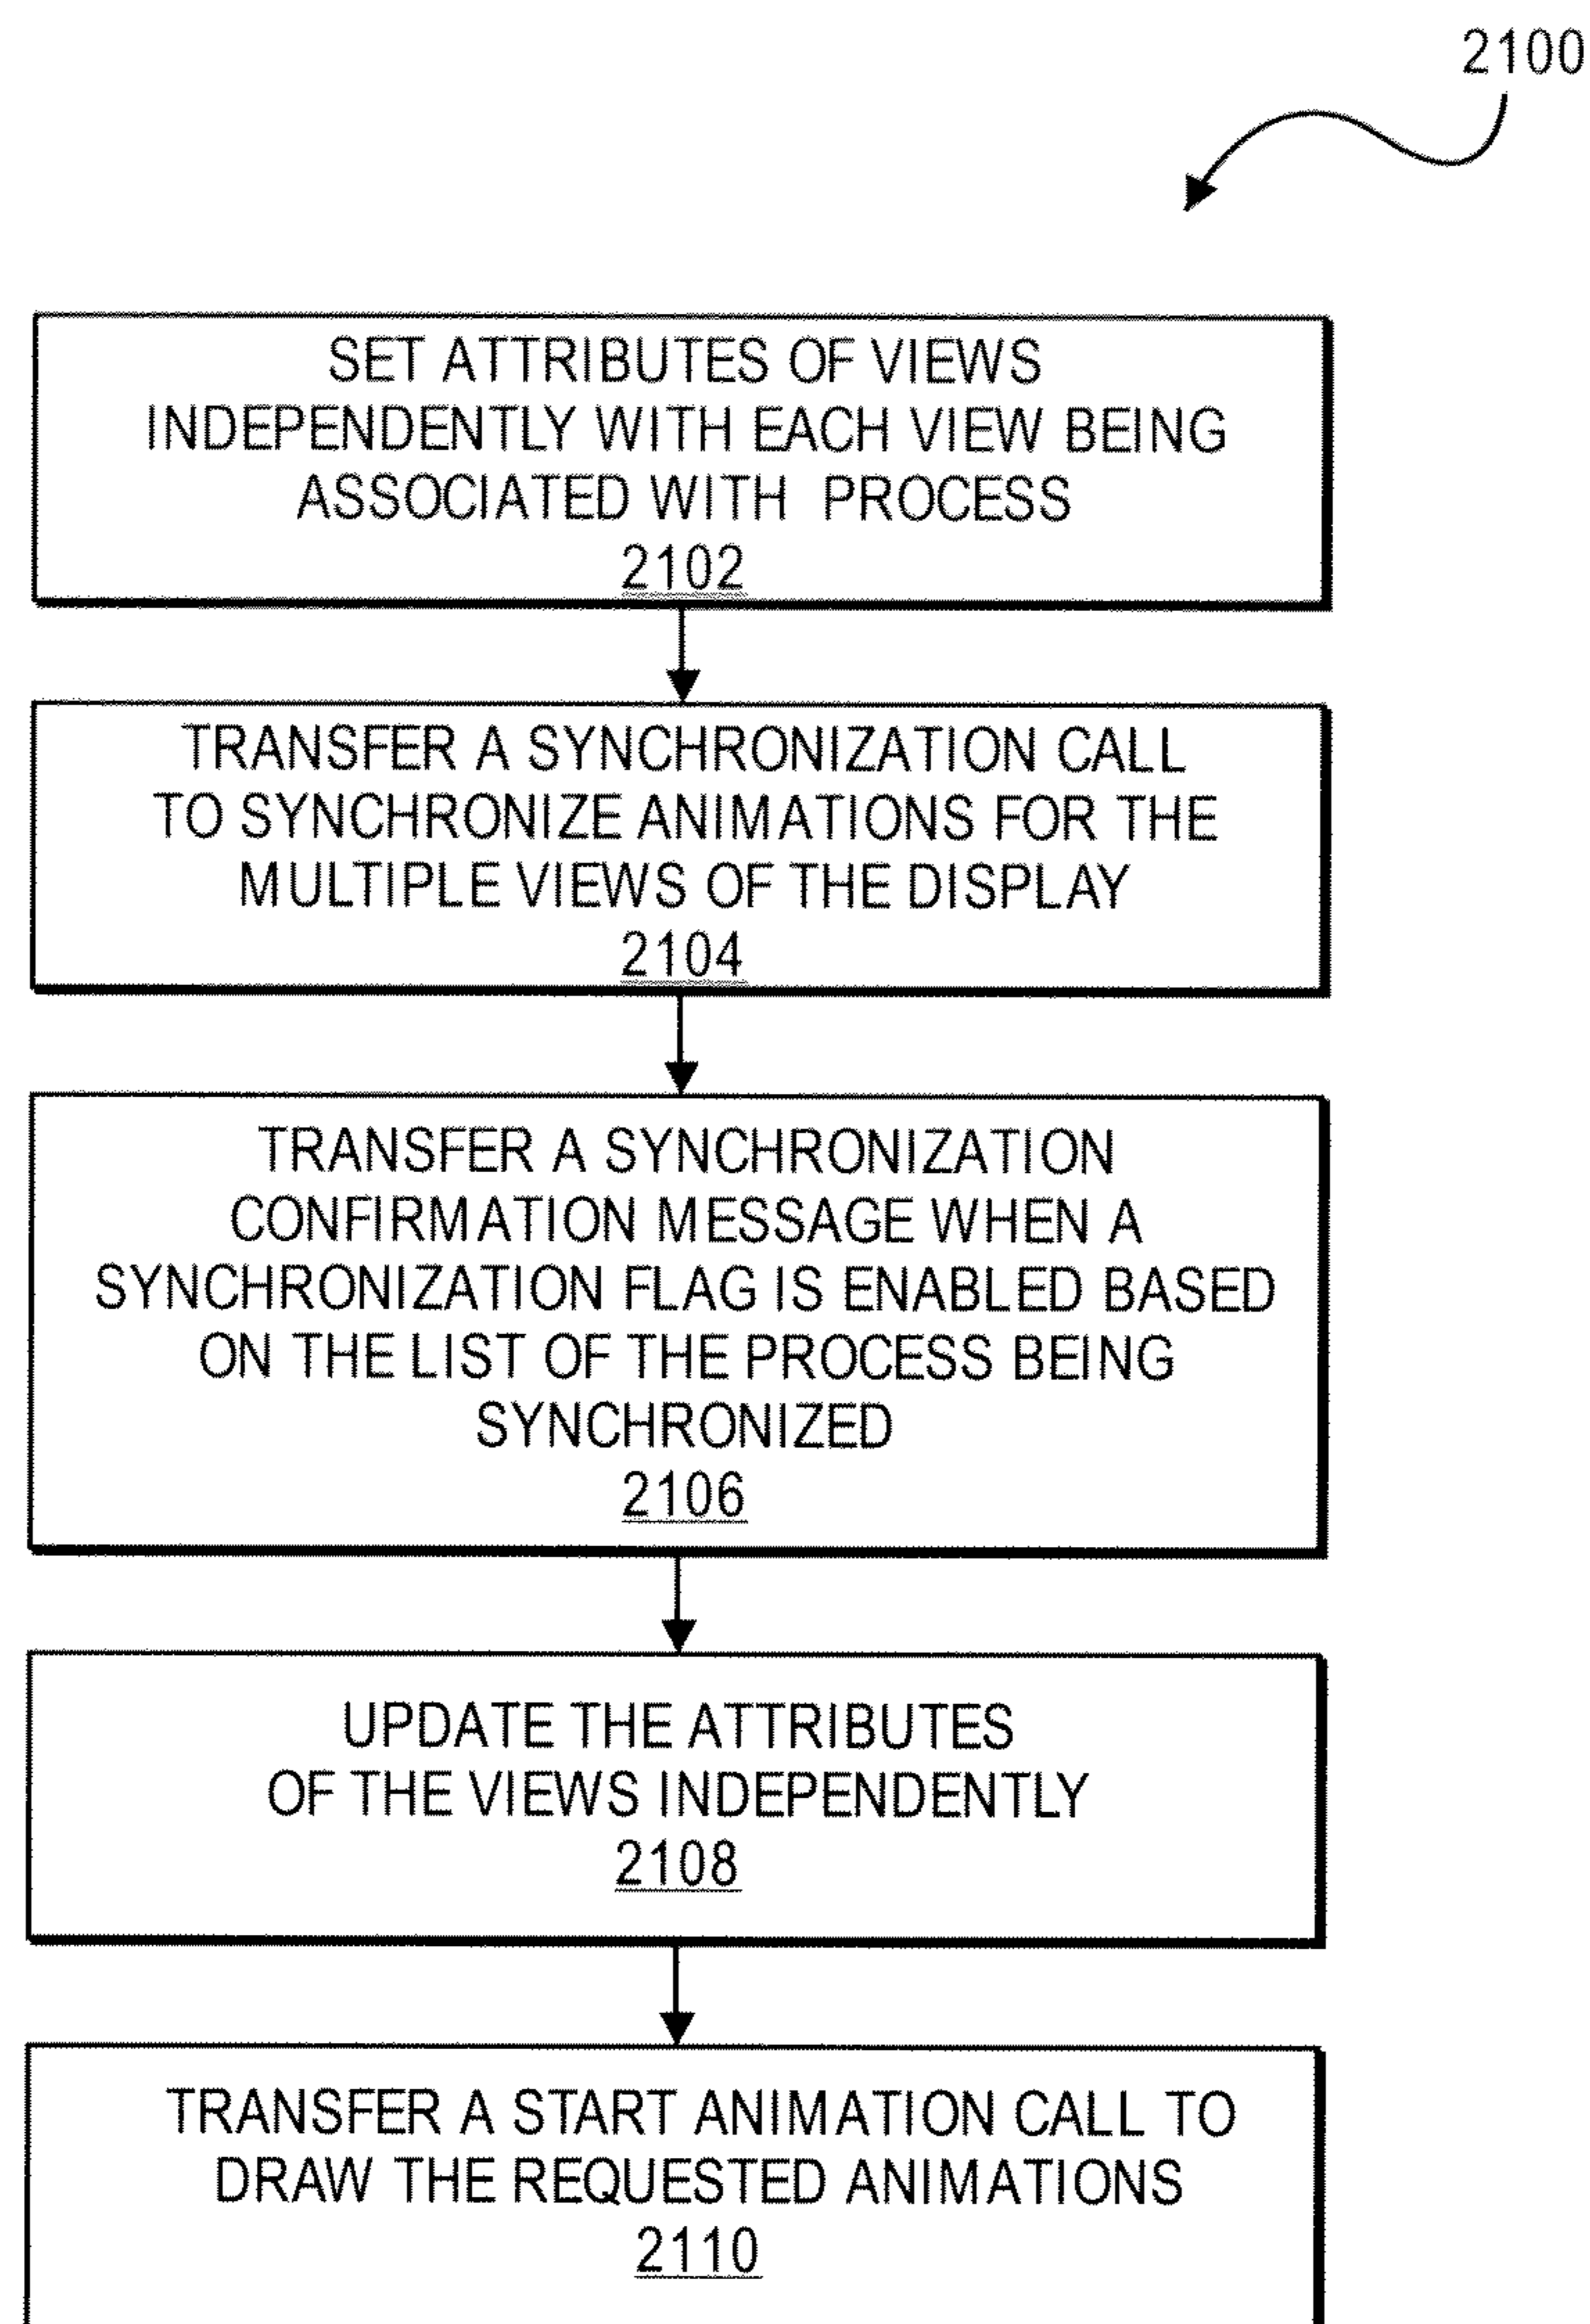 2100
SET ATTRIBUTES OF VIEWS
INDEPENDENTLY WITH EACH VIEW BEING
ASSOCIATED WITH PROCESS
2102
TRANSFER A SYNCHRONIZATION CALL
TO SYNCHRONIZE ANIMATIONS FOR THE
MULTIPLE VIEWS OF THE DISPLAY
2104
TRANSFER A SYNCHRONIZATION
CONFIRMATION MESSAGE WHEN A
SYNCHRONIZATION FLAG IS ENABLED BASED
ON THE LIST OF THE PROCESS BEING
SYNCHRONIZED
2106
UPDATE THE ATTRIBUTES
OF THE VIEWS INDEPENDENTLY
2108
TRANSFER A START ANIMATION CALL TO
DRAW THE REQUESTED ANIMATIONS
2110